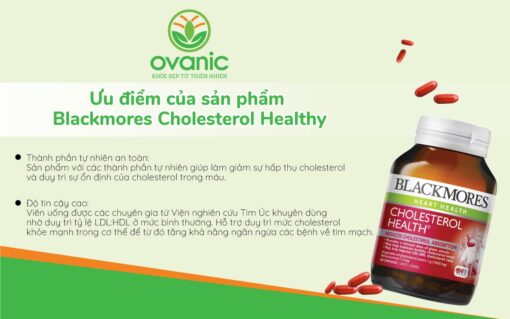 ovanic
KHỎE ĐẸP TỪ THIÊN NHIÊN
Ưu điểm của sản phẩm
Blackmores Cholesterol Healthy
Thành phần tự nhiên an toàn:
Sản phẩm với các thành phần tự nhiên giúp làm giảm sự hấp thụ cholesterol
và duy trì sự ổn định của cholesterol trong máu.
Độ tin cậy cao:
Viên uống được các chuyên gia từ Viện nghiên cứu Tim Úc khuyên dùng
nhờ duy trì tỷ lệ LDL:HDL ở mức bình thường. Hỗ trợ duy trì mức cholesterol
khỏe mạnh trong cơ thể để từ đó tăng khả năng ngăn ngừa các bệnh về tim mạch.
BLACKMORES
HEART HEALTH
CHOLESTEROL
HEALTH
REDUCES CHOLESTEROL ABSORPTION